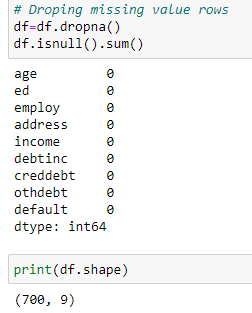 # Droping missing value rows
df=df.dropna()
df.isnull().sum()
age 0
ed 0
employ 0
address 0
income 0
debtinc 0
creddebt 0
othdebt 0
default 0
dtype: int64
print(df.shape)
(700, 9)